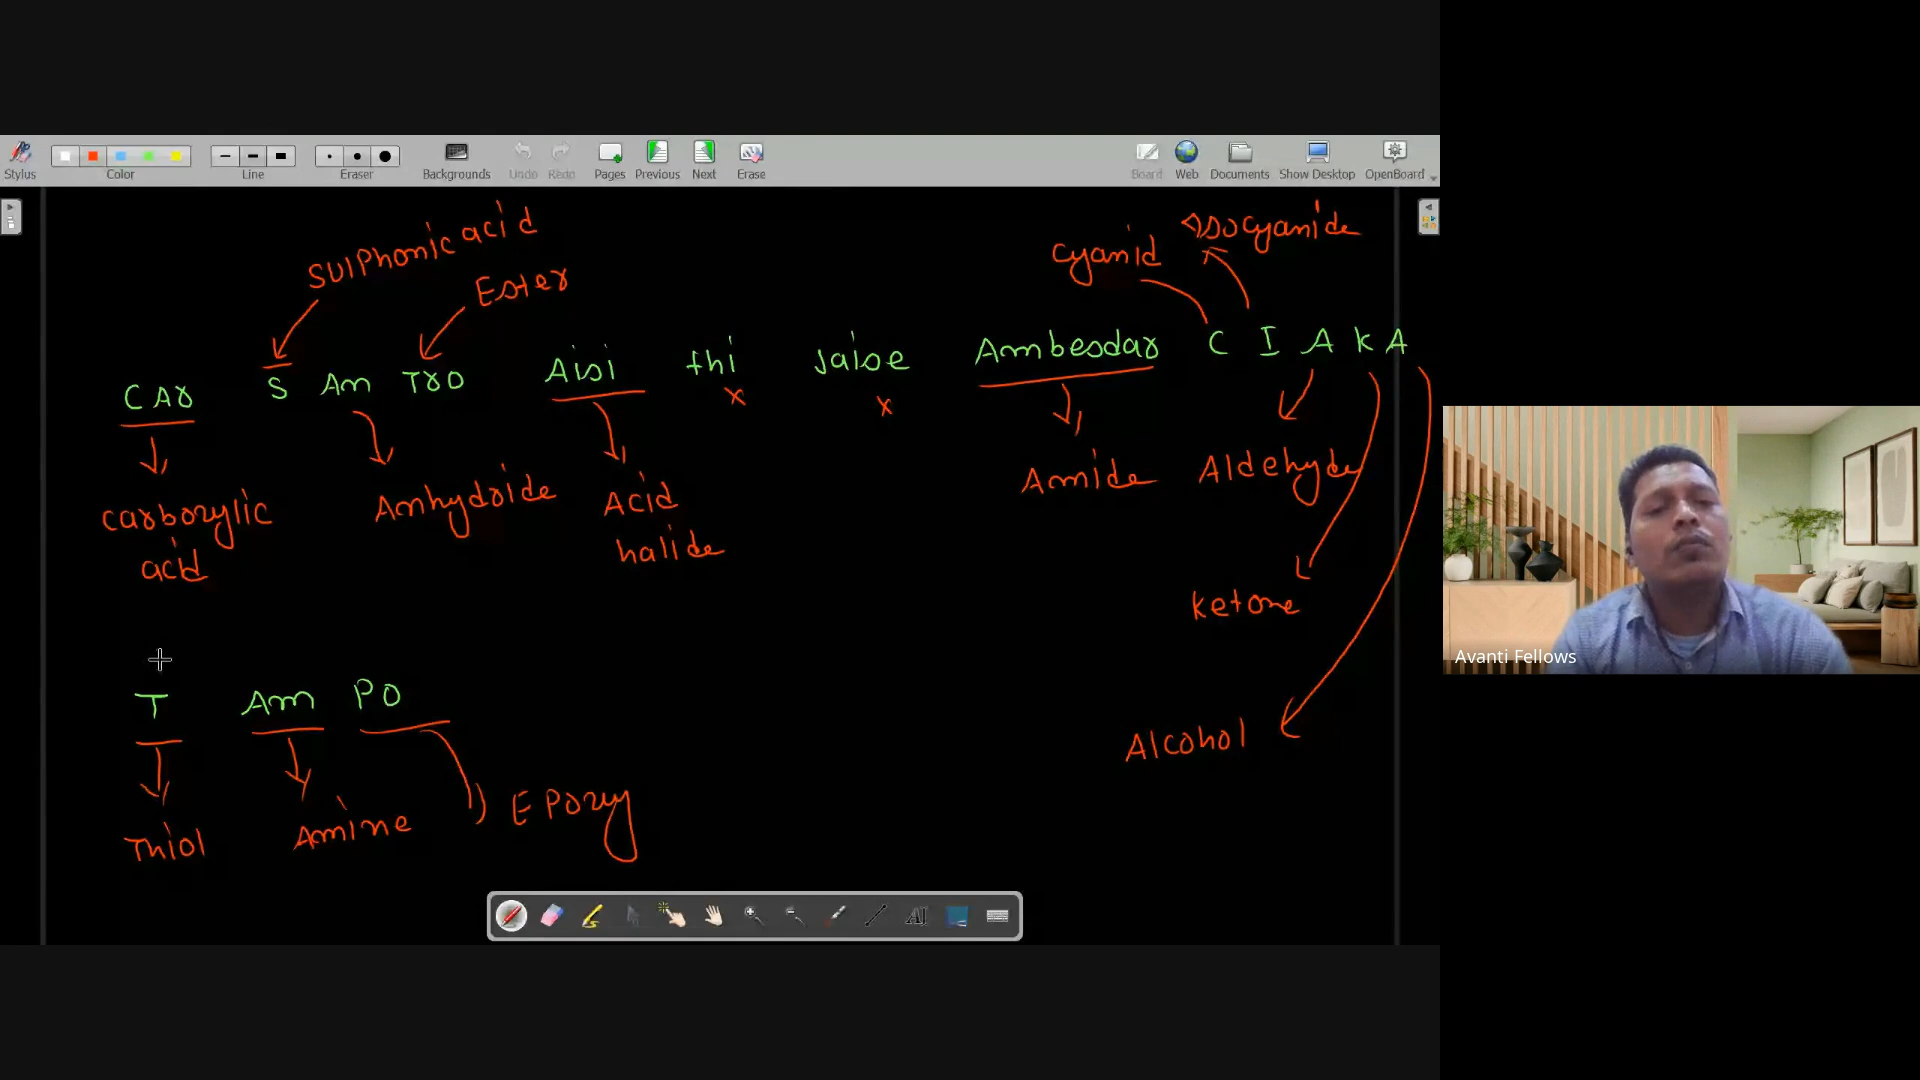 Stylus Color Line Eraser Backgrounds Undo Redo Pages Previous Next Erase Board Web Documents Show Desktop OpenBoard
Sulphonic acid
Ester
Cyanid
Isocyanide
CAr S Am Tro Aisi thi Jaise Ambesdar C I A K A
x x
carboxylic acid
Anhydride
Acid halide
Amide
Aldehyde
Ketone
Alcohol
T Am PO
Thiol
Amine
EPoxy
Avanti Fellows